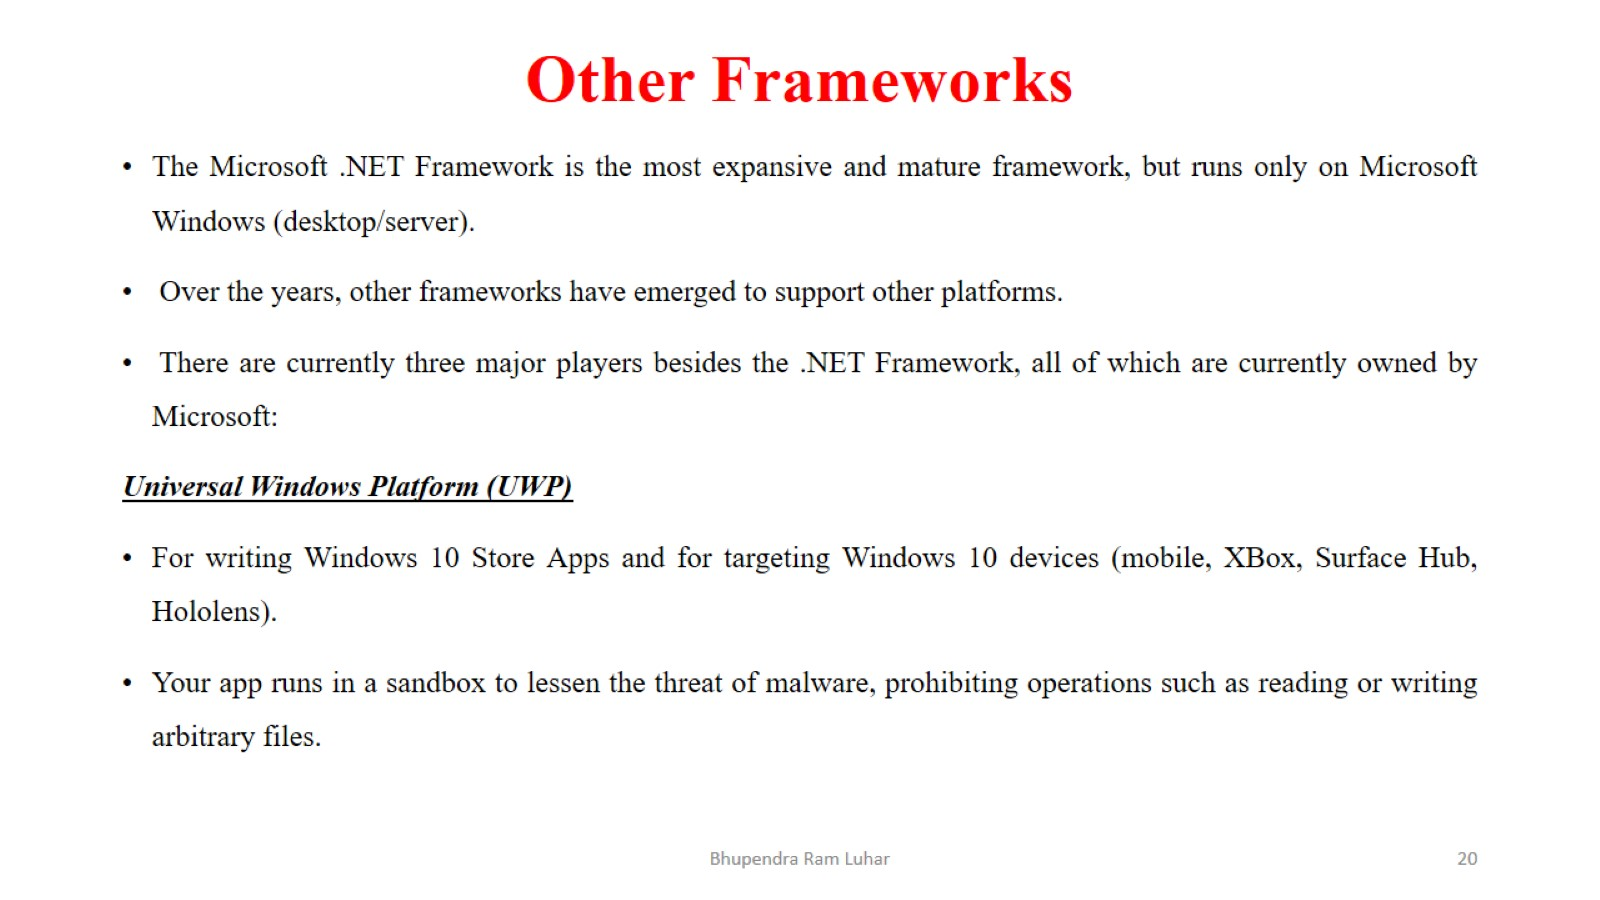 Other Frameworks
• The Microsoft .NET Framework is the most expansive and mature framework, but runs only on Microsoft
Windows (desktop/server).
• Over the years, other frameworks have emerged to support other platforms.
• There are currently three major players besides the .NET Framework, all of which are currently owned by
Microsoft:
Universal Windows Platform (UWP)
• For writing Windows 10 Store Apps and for targeting Windows 10 devices (mobile, XBox, Surface Hub,
Hololens).
• Your app runs in a sandbox to lessen the threat of malware, prohibiting operations such as reading or writing
arbitrary files.
Bhupendra Ram Luhar
20